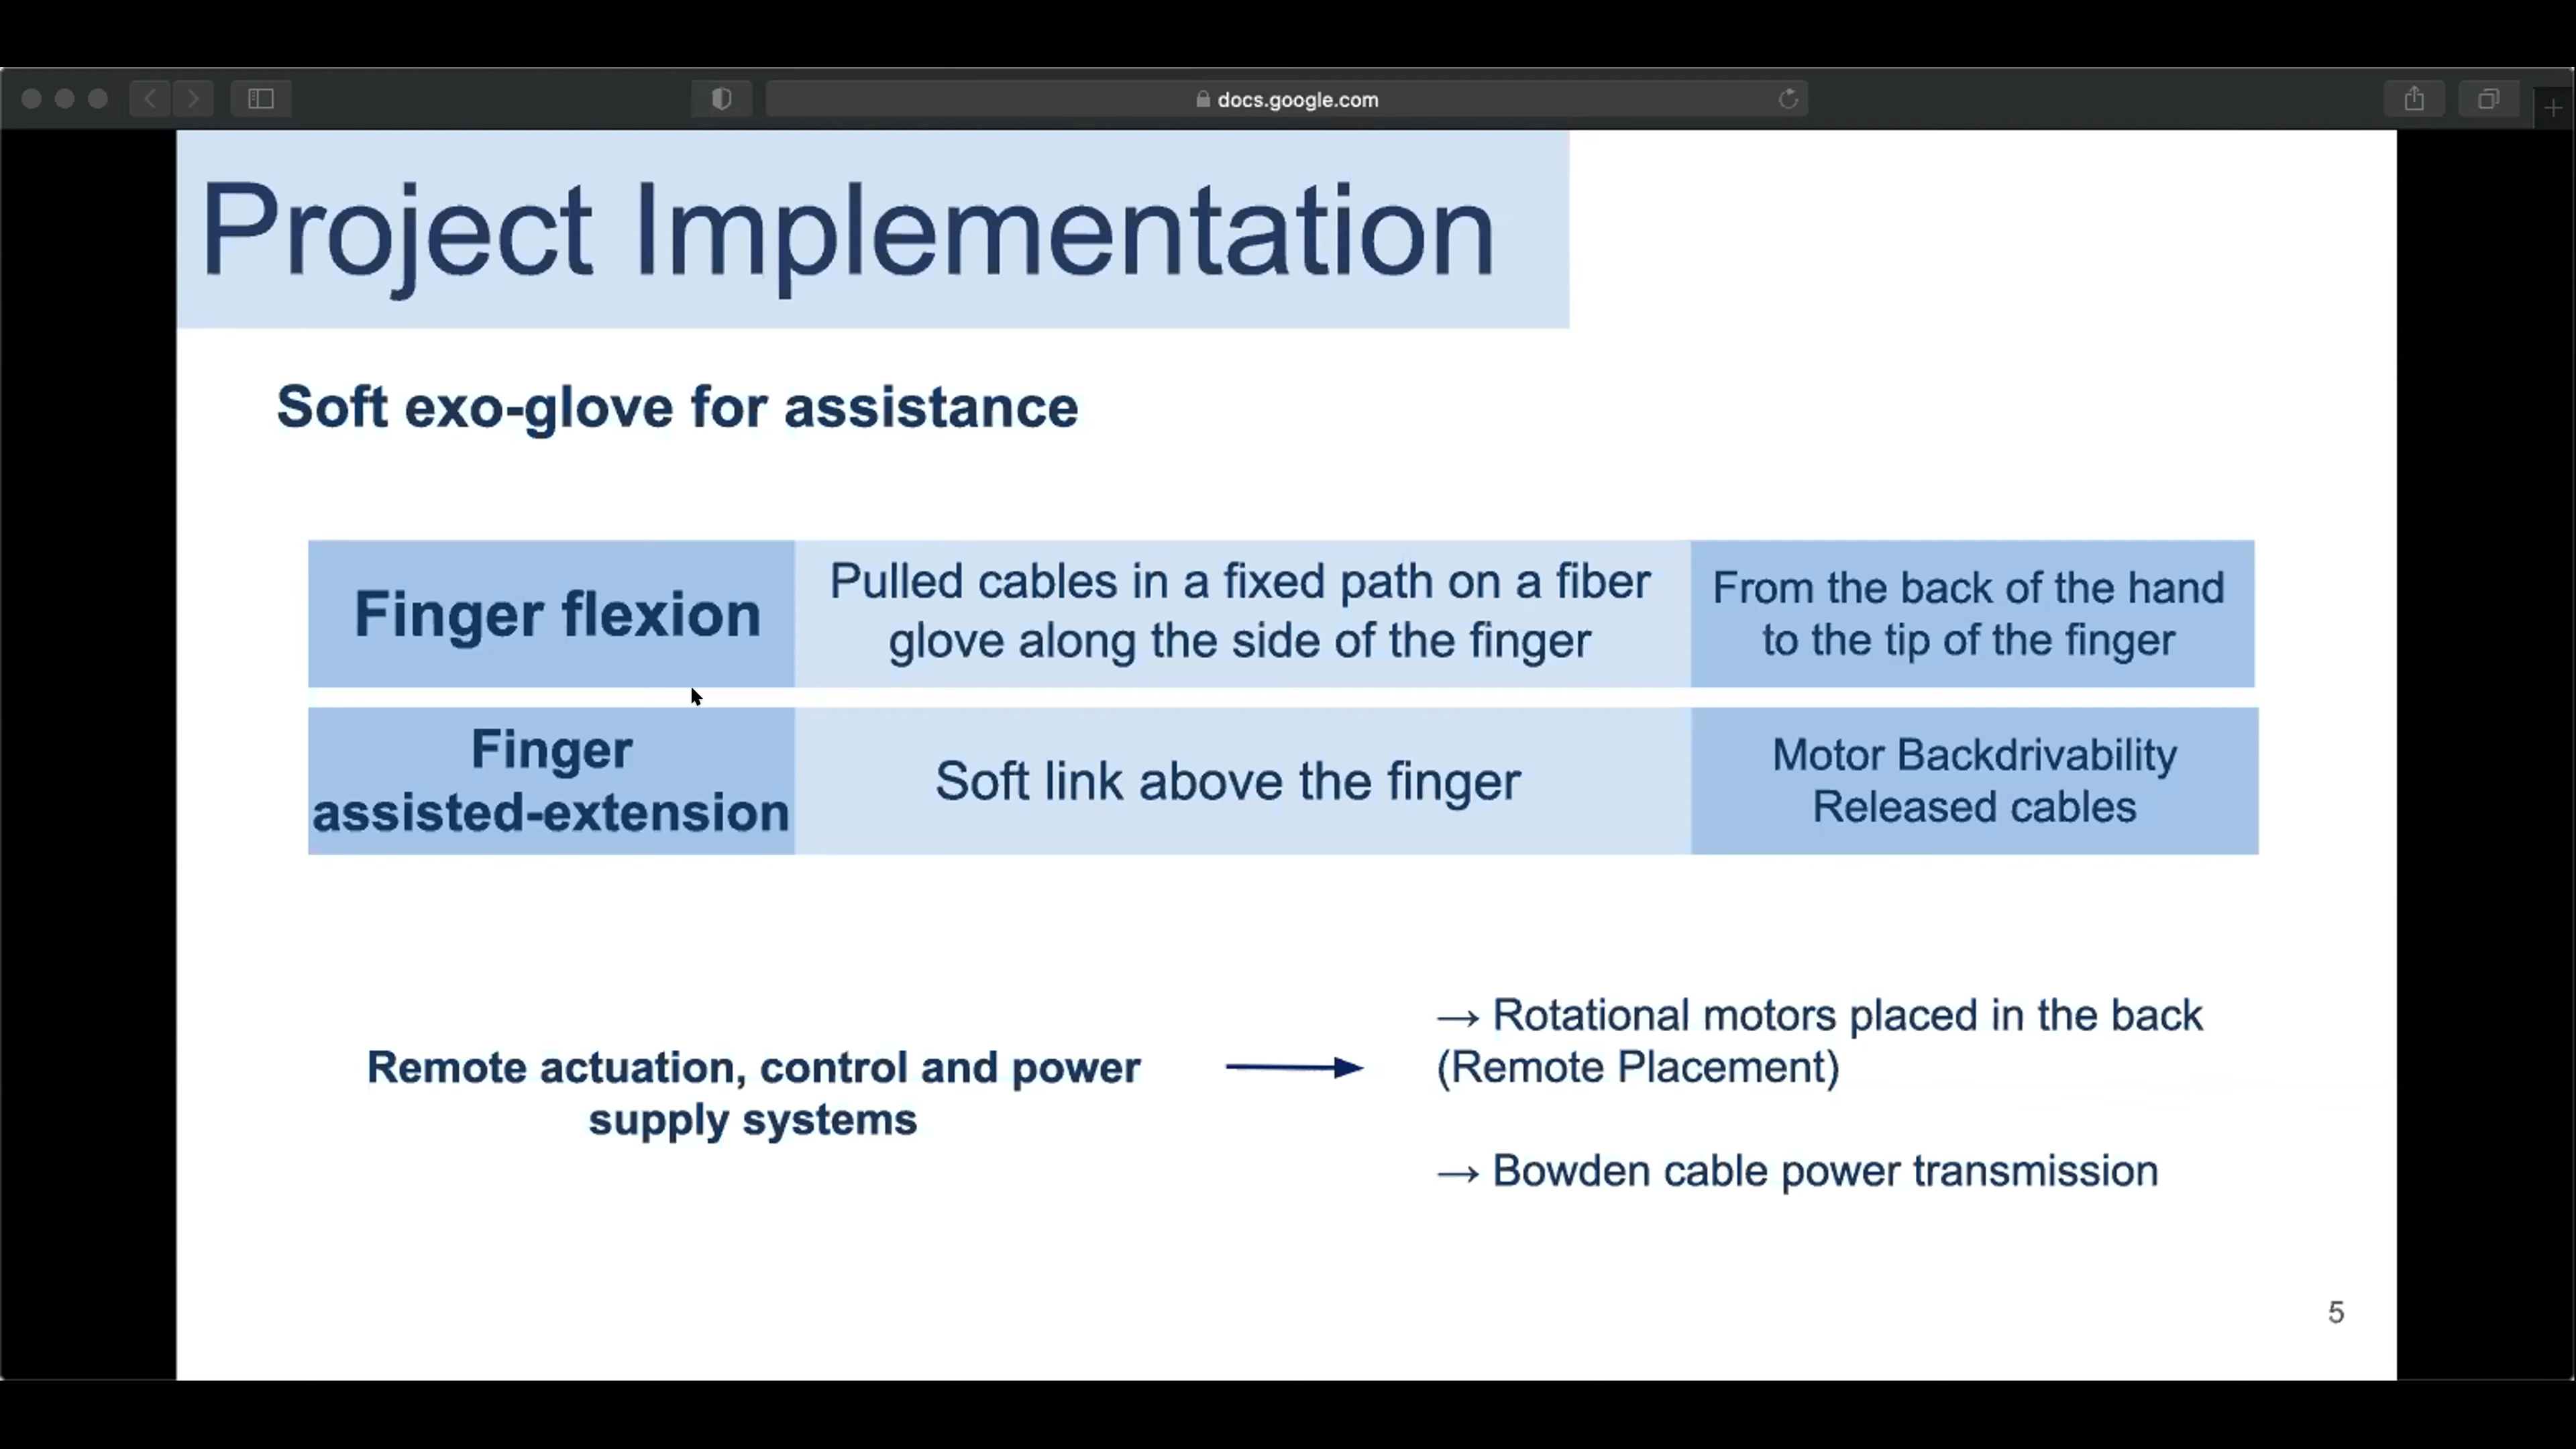 docs.google.com
Project Implementation
Soft exo-glove for assistance
Finger flexion
Pulled cables in a fixed path on a fiber
glove along the side of the finger
From the back of the hand
to the tip of the finger
Finger
assisted-extension
Soft link above the finger
Motor Backdrivability
Released cables
Remote actuation, control and power
supply systems
→ Rotational motors placed in the back
(Remote Placement)
→ Bowden cable power transmission
5